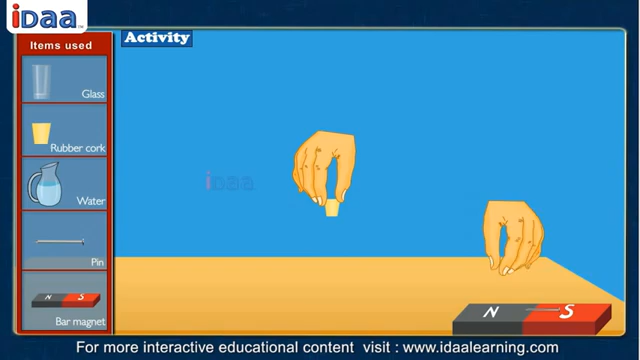 iDaa
TM
Activity
Items used
Glass
Rubber cork
Water
Pin
N S
Bar magnet
iDaa
N S
For more interactive educational content visit : www.idaalearning.com